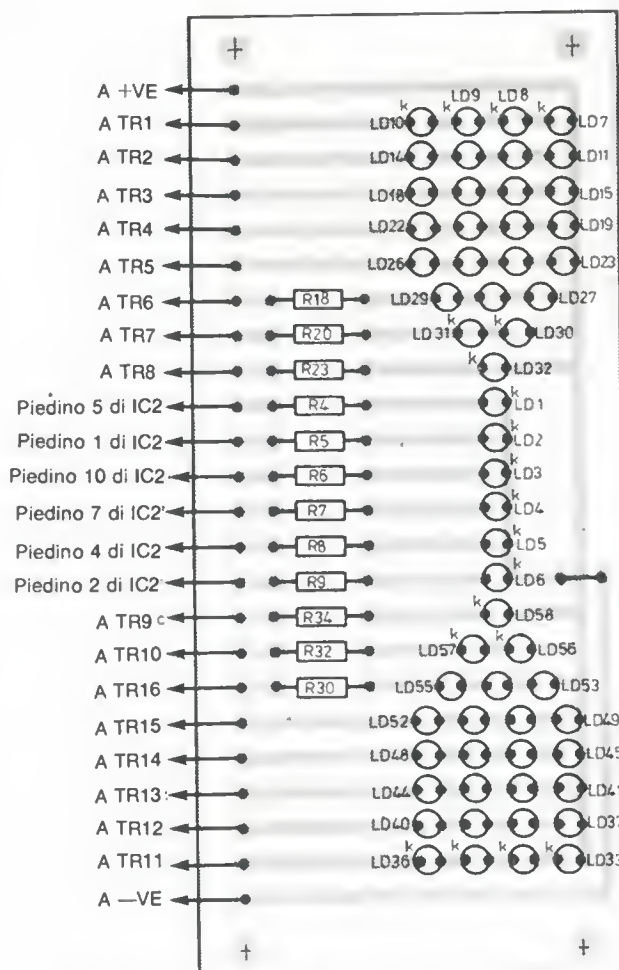 A +VE
LD9 LD8
k k k k
A TR1 LD10 LD7
A TR2 LD14 LD11
A TR3 LD18 LD15
A TR4 LD22 LD19
A TR5 LD26 LD23
A TR6 R18 LD29 LD27
A TR7 R20 k k LD31 LD30
A TR8 R23 k LD32
Piedino 5 di IC2 R4 k LD1
Piedino 1 di IC2 R5 k LD2
Piedino 10 di IC2 R6 k LD3
Piedino 7 di IC2 R7 k LD4
Piedino 4 di IC2 R8 k LD5
Piedino 2 di IC2 R9 k LD6
A TR9 R34 LD58
A TR10 R32 k k LD57 LD56
A TR16 R30 LD55 LD53
A TR15 LD52 LD49
A TR14 LD48 LD45
A TR13 LD44 LD41
A TR12 LD40 LD37
A TR11 k k k k LD36 LD33
A —VE